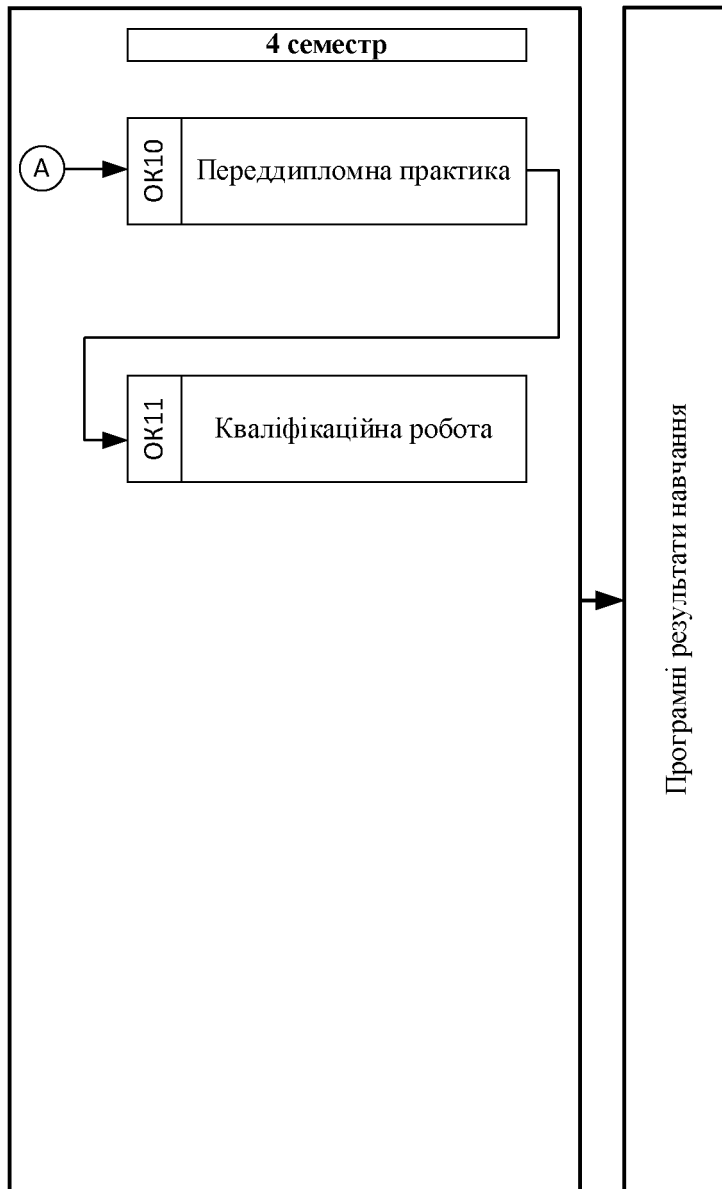 4 семестр
А
ОК10
Переддипломна практика
ОК11
Кваліфікаційна робота
Програмні результати навчання